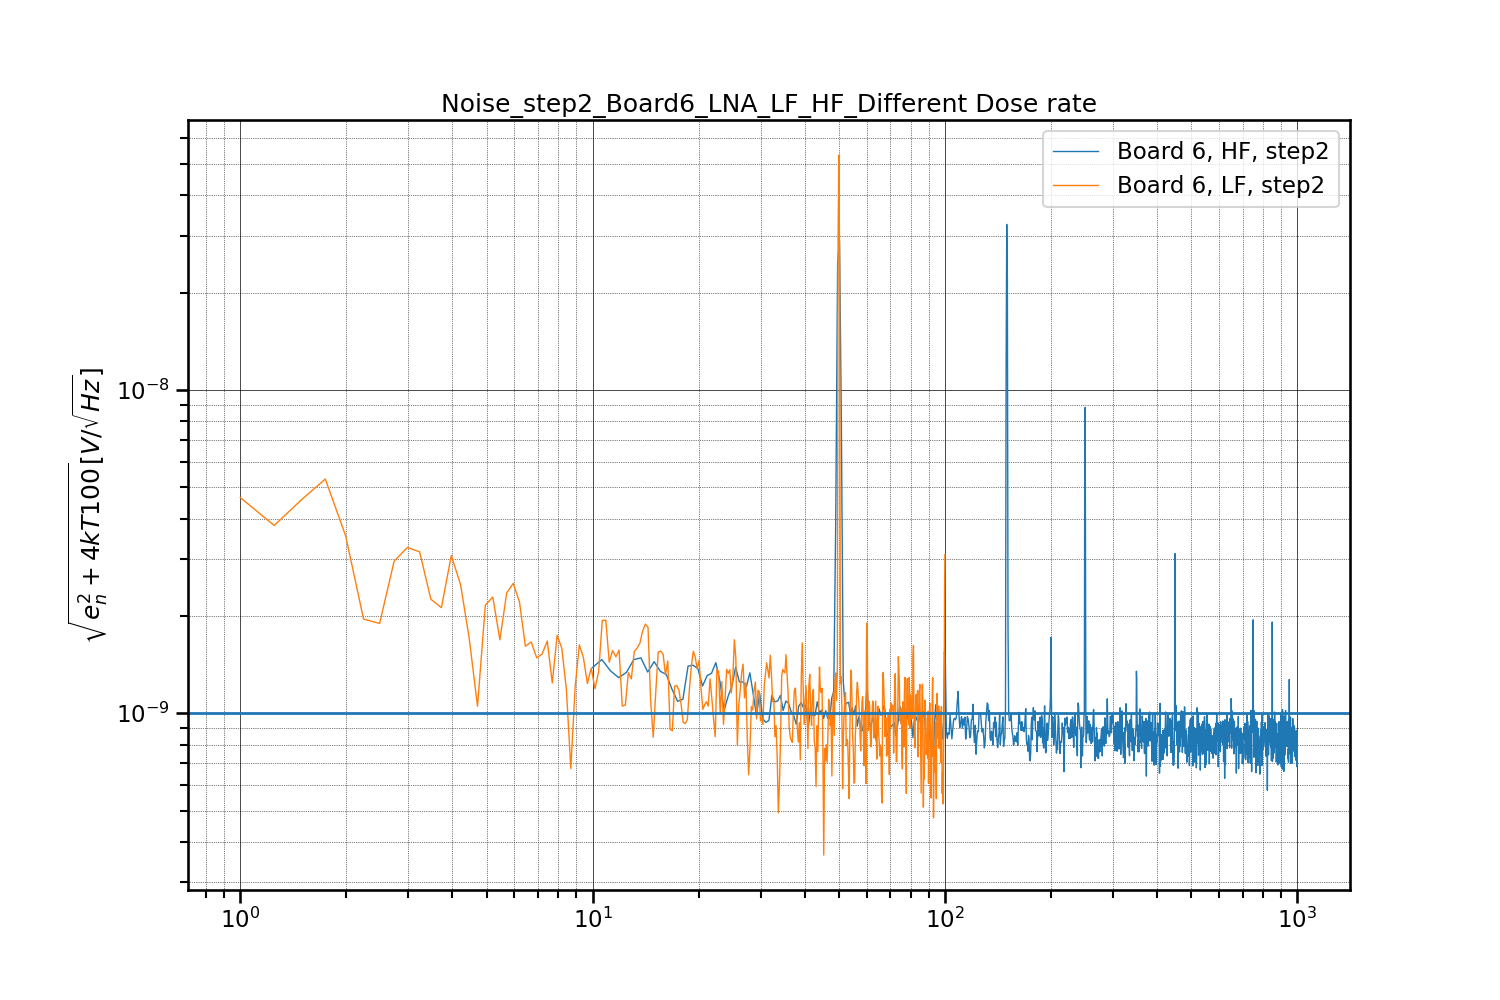 Noise_step2_Board6_LNA_LF_HF_Different Dose rate
Board 6, HF, step2
Board 6, LF, step2
√(e_n^2 + 4kT100) [V/√Hz]
10^−8
10^−9
10^0
10^1
10^2
10^3